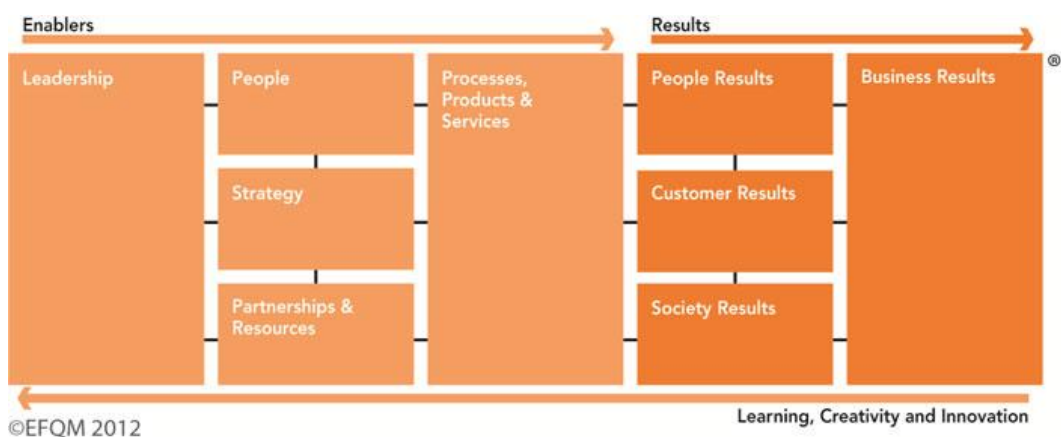 Enablers
Results
®
Leadership
People
Processes,
Products &
Services
People Results
Business Results
Strategy
Customer Results
Partnerships &
Resources
Society Results
Learning, Creativity and Innovation
©EFQM 2012